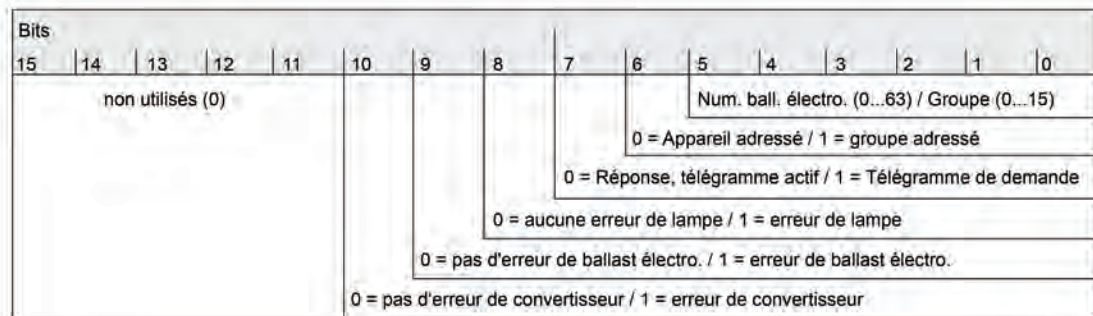 Bits
15 14 13 12 11 10 9 8 7 6 5 4 3 2 1 0
non utilisés (0)
Num. ball. électro. (0...63) / Groupe (0...15)
0 = Appareil adressé / 1 = groupe adressé
0 = Réponse, télégramme actif / 1 = Télégramme de demande
0 = aucune erreur de lampe / 1 = erreur de lampe
0 = pas d'erreur de ballast électro. / 1 = erreur de ballast électro.
0 = pas d'erreur de convertisseur / 1 = erreur de convertisseur